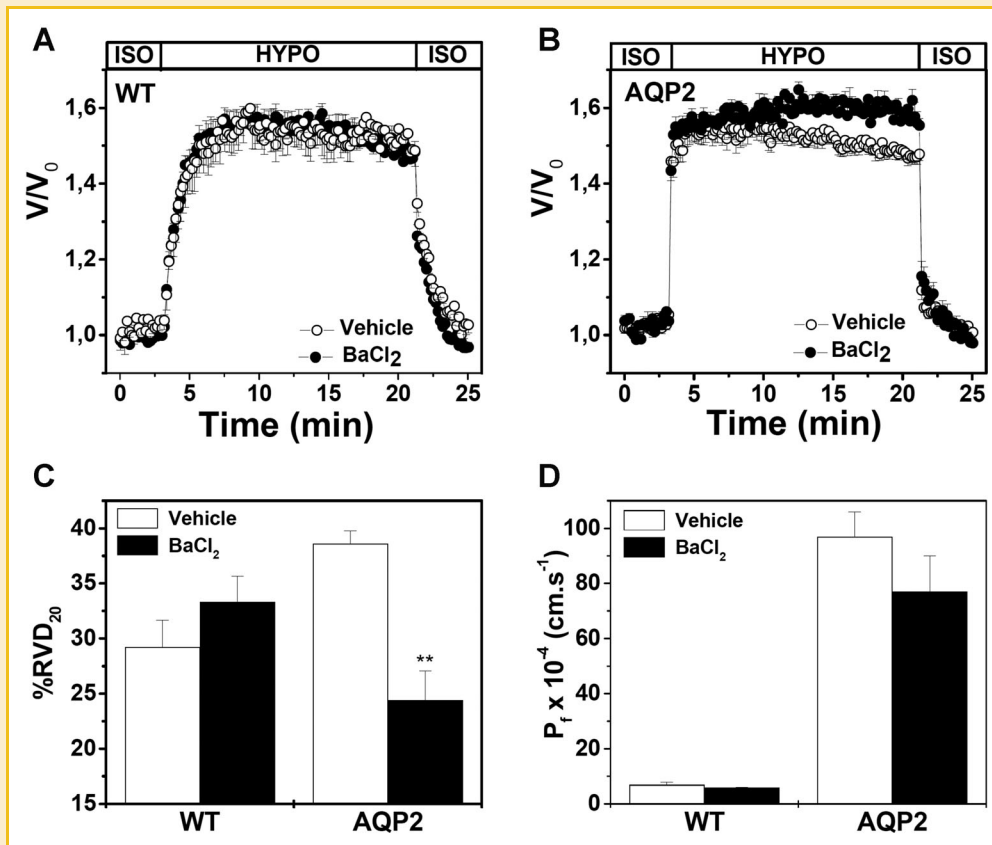 A
ISO HYPO ISO
WT
V/V0
1,6
1,4
1,2
1,0
Vehicle
BaCl2
0 5 10 15 20 25
Time (min)
B
ISO HYPO ISO
AQP2
V/V0
1,6
1,4
1,2
1,0
Vehicle
BaCl2
0 5 10 15 20 25
Time (min)
C
%RVD20
40
35
30
25
20
15
Vehicle
BaCl2
**
WT AQP2
D
Pf x 10-4 (cm.s-1)
100
80
60
40
20
0
Vehicle
BaCl2
WT AQP2